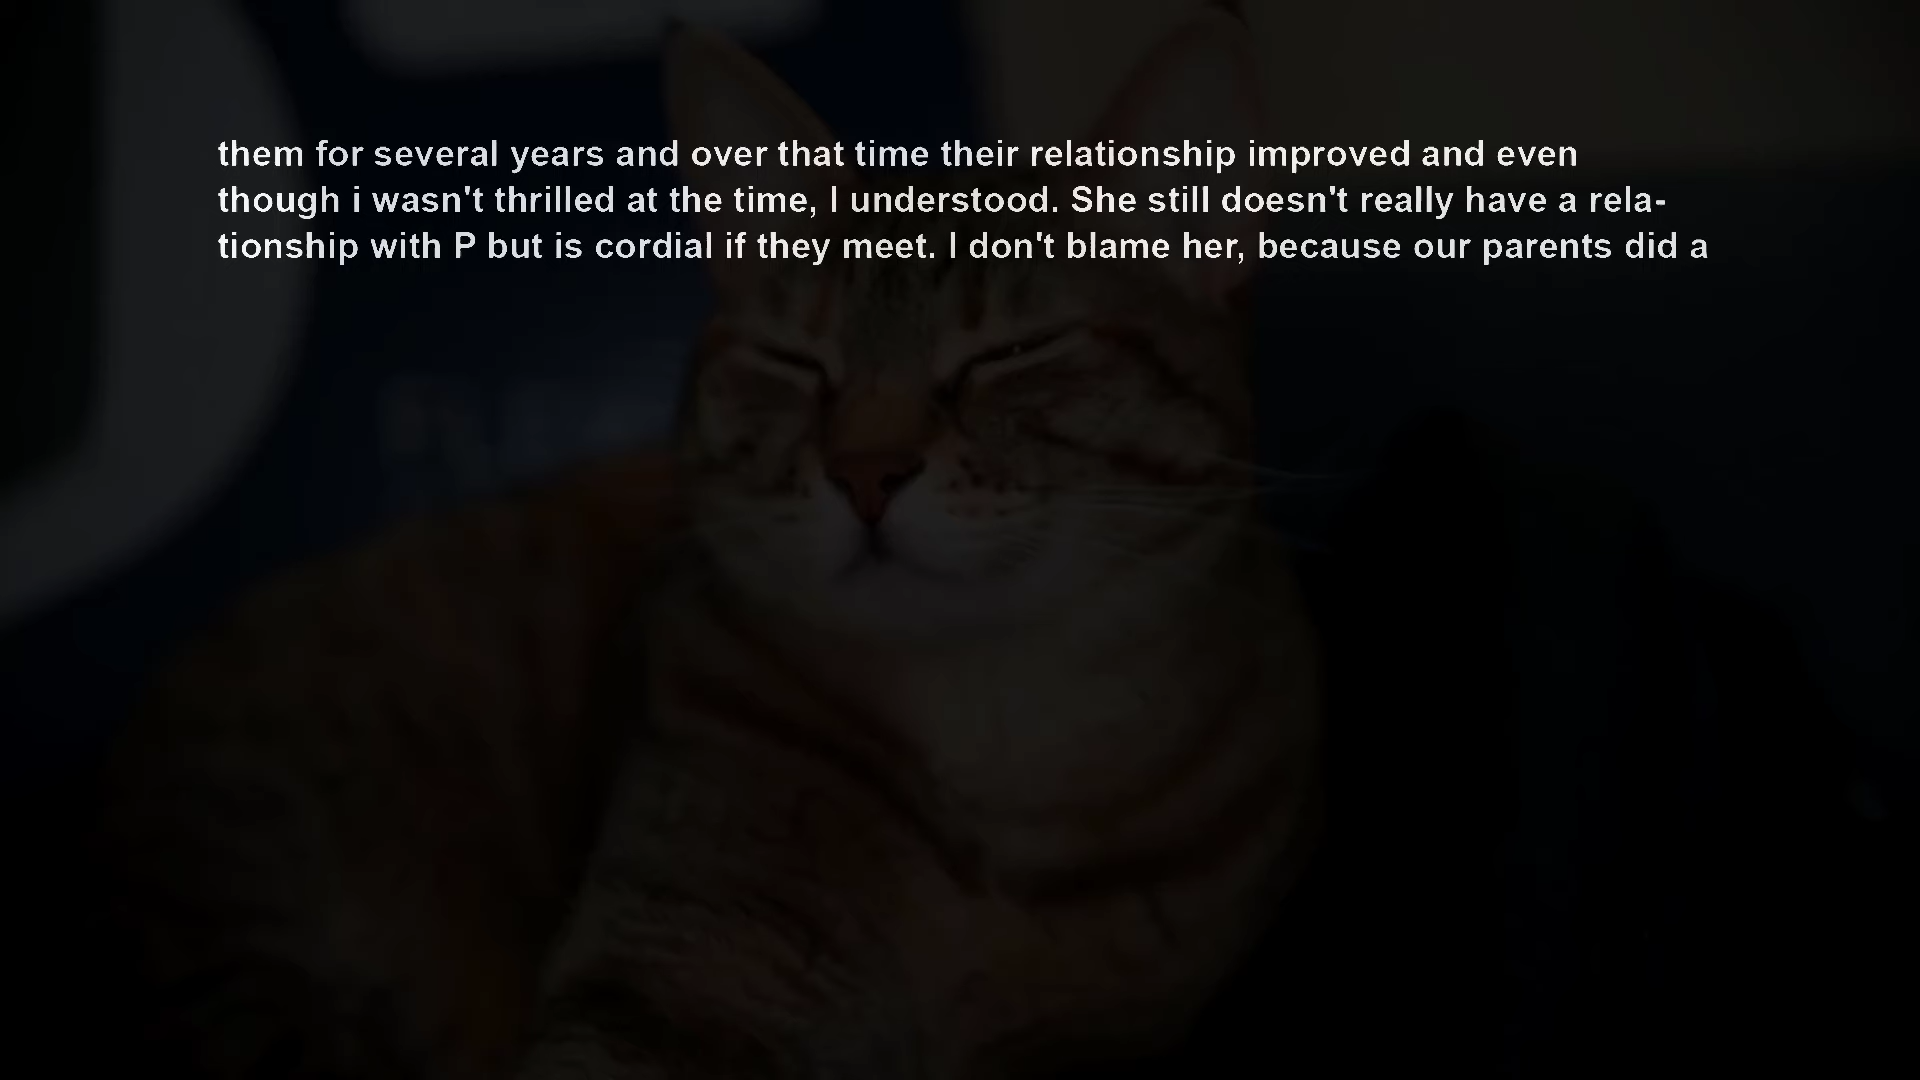 them for several years and over that time their relationship improved and even
though i wasn't thrilled at the time, I understood. She still doesn't really have a rela-
tionship with P but is cordial if they meet. I don't blame her, because our parents did a